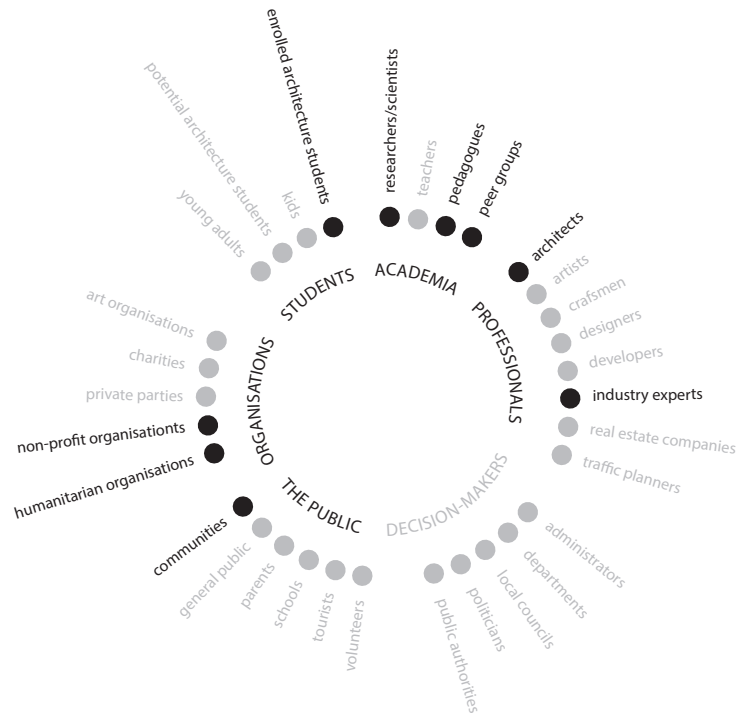 STUDENTS
young adults
potential architecture students
kids
enrolled architecture students
ACADEMIA
researchers/scientists
teachers
pedagogues
peer groups
PROFESSIONALS
architects
artists
crafsmen
designers
developers
industry experts
real estate companies
traffic planners
DECISION-MAKERS
administrators
departments
local councils
politicians
public authorities
THE PUBLIC
volunteers
tourists
schools
parents
general public
communities
ORGANISATIONS
humanitarian organisations
non-profit organisationts
private parties
charities
art organisations